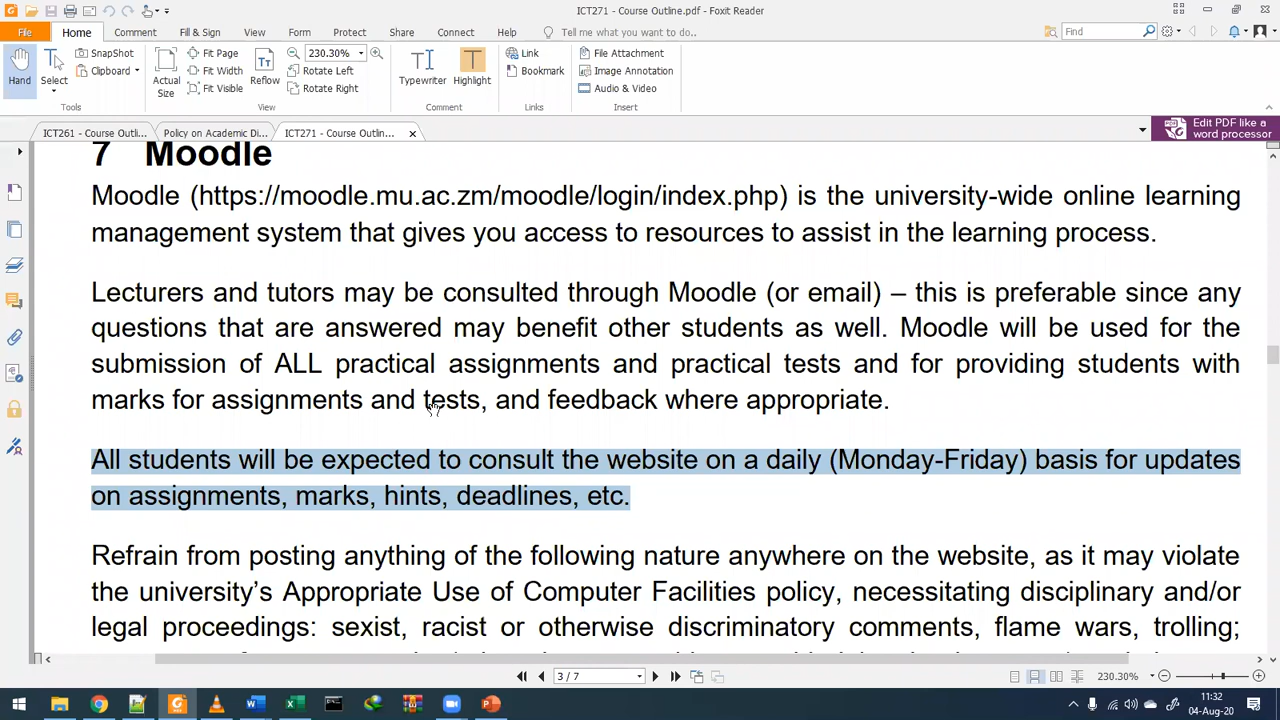 ICT271 - Course Outline.pdf - Foxit Reader
File Home Comment Fill & Sign View Form Protect Share Connect Help Tell me what you want to do.. Find
Hand
Select
SnapShot
Clipboard
Tools
Actual Size
Fit Page
Fit Width
Fit Visible
Reflow
230.30%
Rotate Left
Rotate Right
View
Typewriter
Highlight
Comment
Link
Bookmark
Links
File Attachment
Image Annotation
Audio & Video
Insert
ICT261 - Course Outli... Policy on Academic Di... ICT271 - Course Outlin...
Edit PDF like a
word processor
7 Moodle
Moodle (https://moodle.mu.ac.zm/moodle/login/index.php) is the university-wide online learning
management system that gives you access to resources to assist in the learning process.
Lecturers and tutors may be consulted through Moodle (or email) – this is preferable since any
questions that are answered may benefit other students as well. Moodle will be used for the
submission of ALL practical assignments and practical tests and for providing students with
marks for assignments and tests, and feedback where appropriate.
All students will be expected to consult the website on a daily (Monday-Friday) basis for updates
on assignments, marks, hints, deadlines, etc.
Refrain from posting anything of the following nature anywhere on the website, as it may violate
the university’s Appropriate Use of Computer Facilities policy, necessitating disciplinary and/or
legal proceedings: sexist, racist or otherwise discriminatory comments, flame wars, trolling;
3 / 7
230.30%
11:32
04-Aug-20